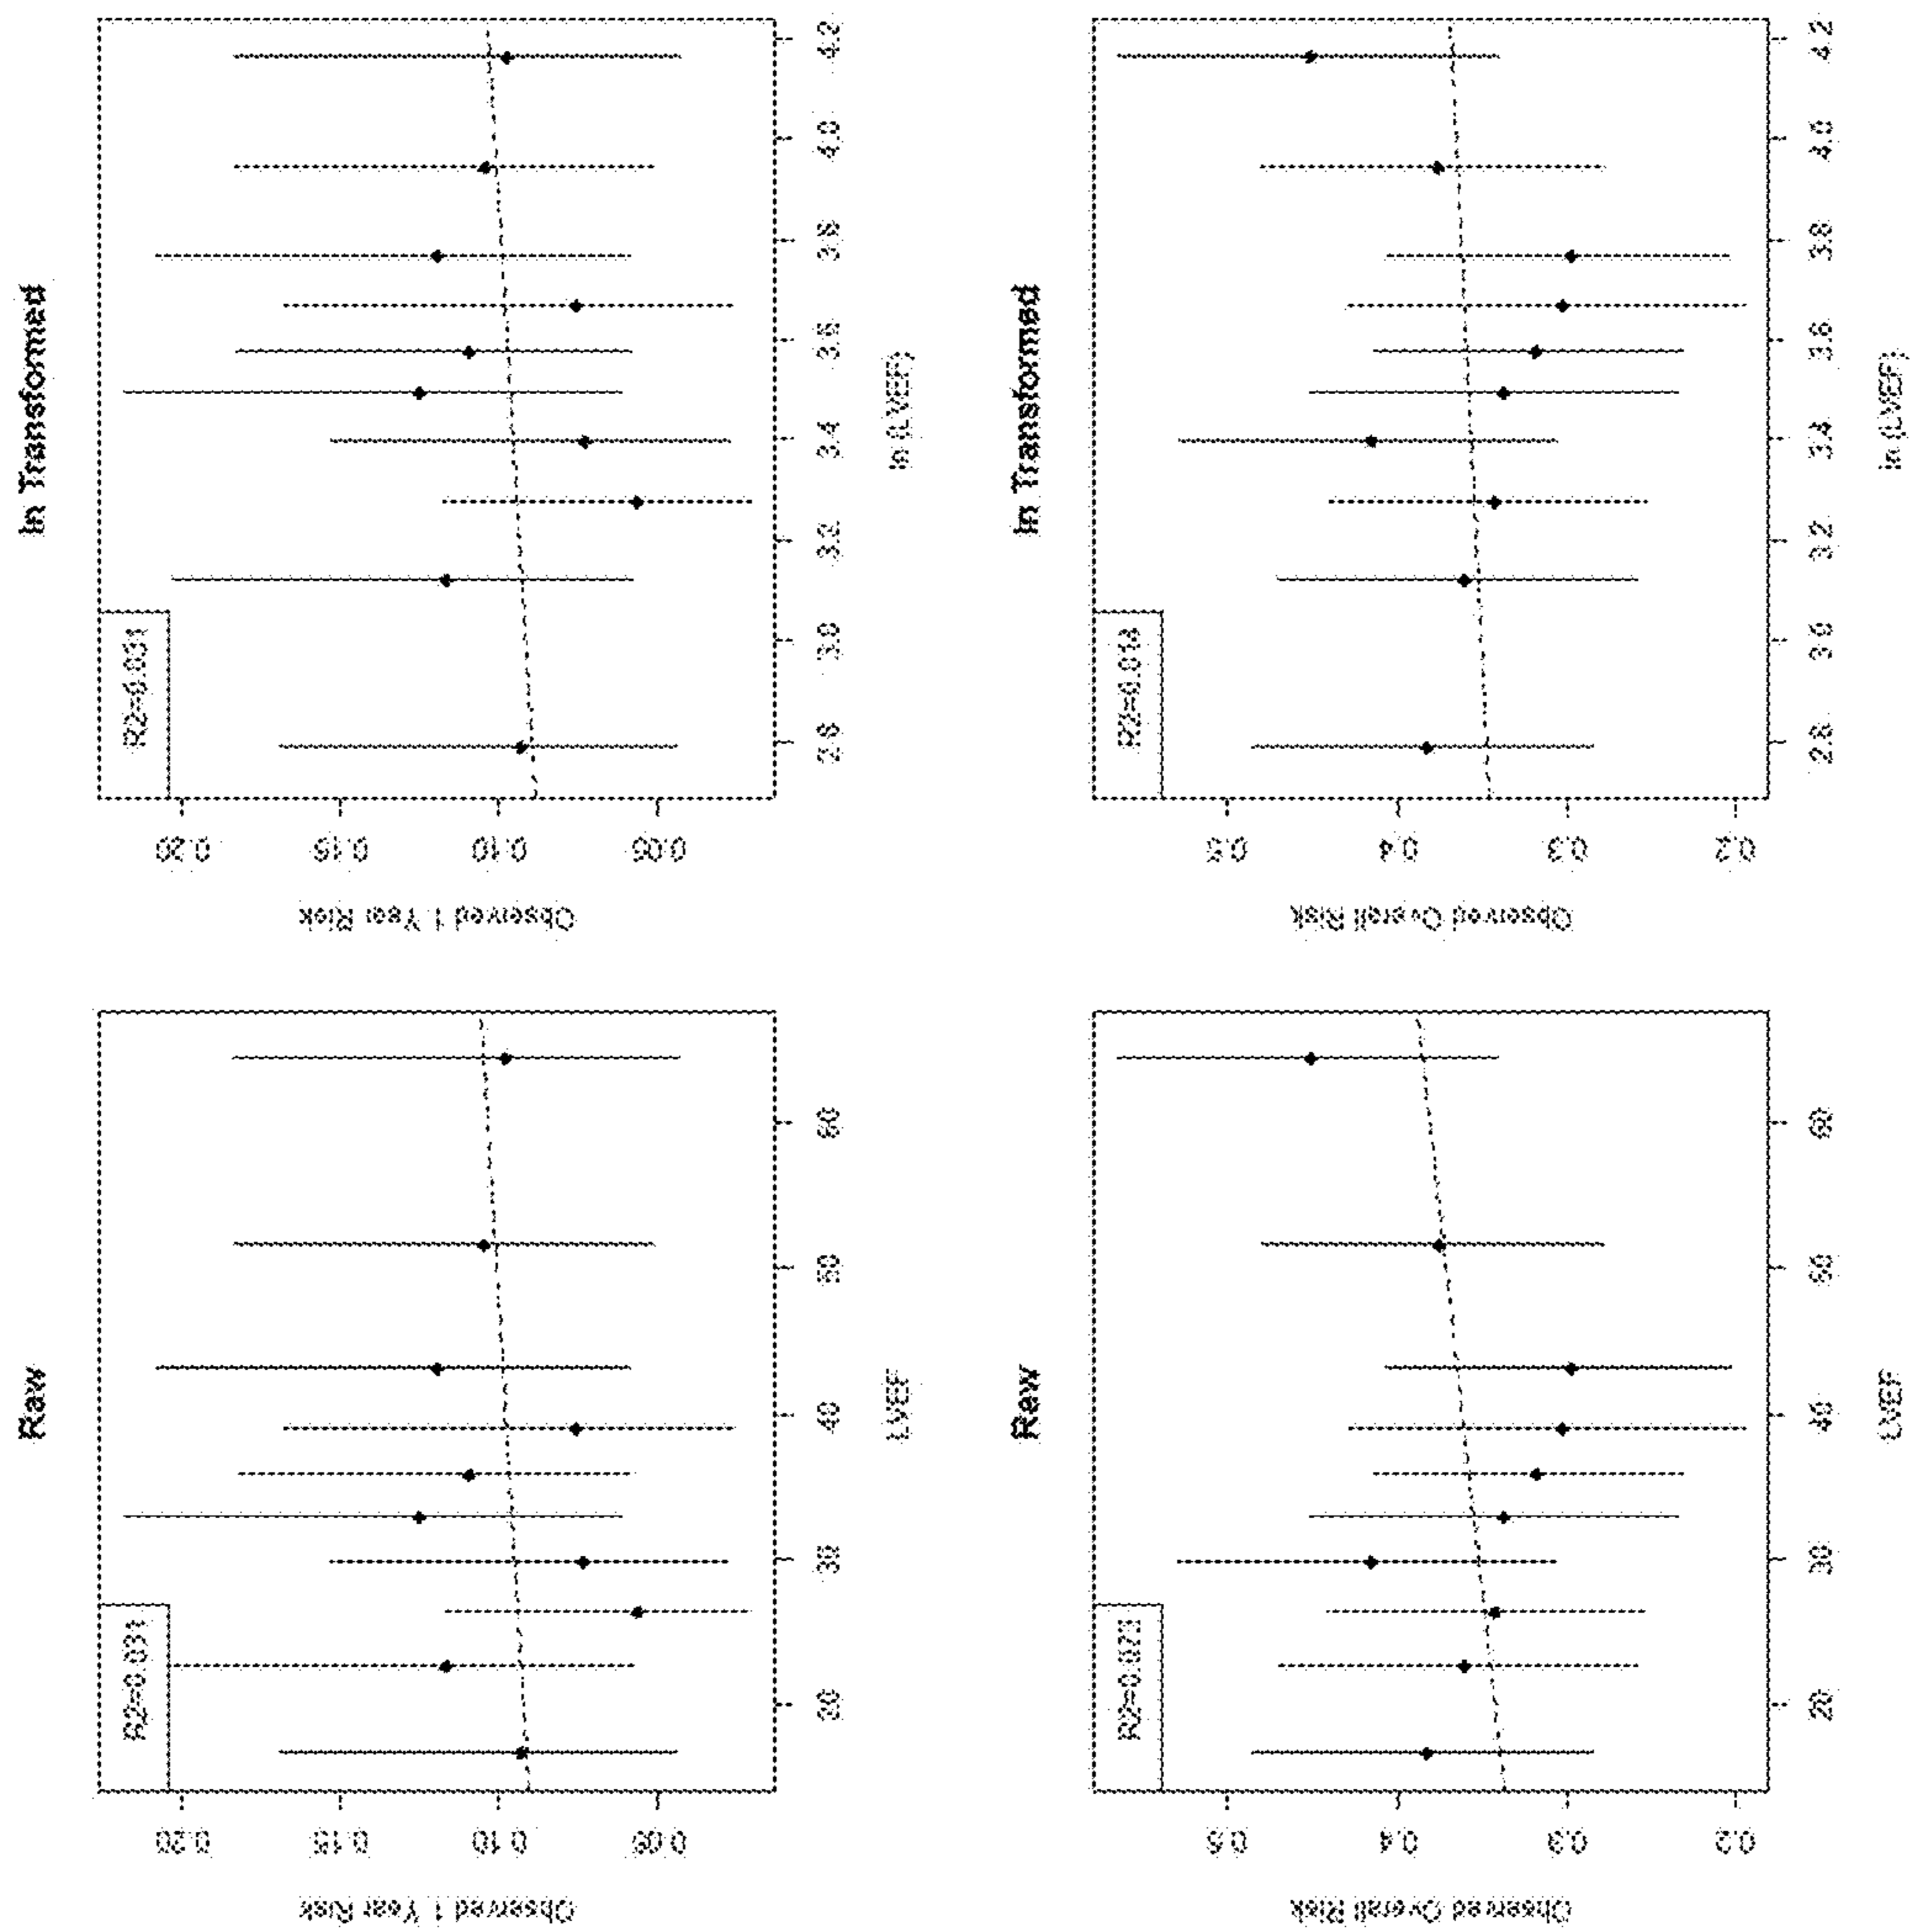 Raw
R2=0.031
Observed 1 Year Risk
0.20
0.15
0.10
0.05
20
30
40
50
60
LVEF
ln Transformed
R2=0.031
Observed 1 Year Risk
0.20
0.15
0.10
0.05
2.8
3.0
3.2
3.4
3.6
3.8
4.0
4.2
ln (LVEF)
Raw
R2=0.073
Observed Overall Risk
0.5
0.4
0.3
0.2
20
30
40
50
60
LVEF
ln Transformed
Observed Overall Risk
0.5
0.4
0.3
0.2
2.8
3.0
3.2
3.4
3.6
3.8
4.0
4.2
ln (LVEF)